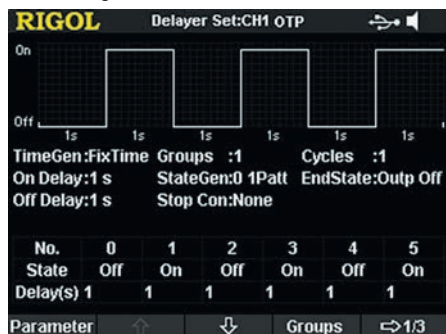 RIGOL Delayer Set:CH1 OTP
On
Off
1s 1s 1s 1s 1s 1s
TimeGen:FixTime Groups :1 Cycles :1
On Delay:1 s StateGen:0 1Patt EndState:Outp Off
Off Delay:1 s Stop Con:None
No. 0 1 2 3 4 5
State Off On Off On Off On
Delay(s) 1 1 1 1 1 1
Parameter Groups 1/3